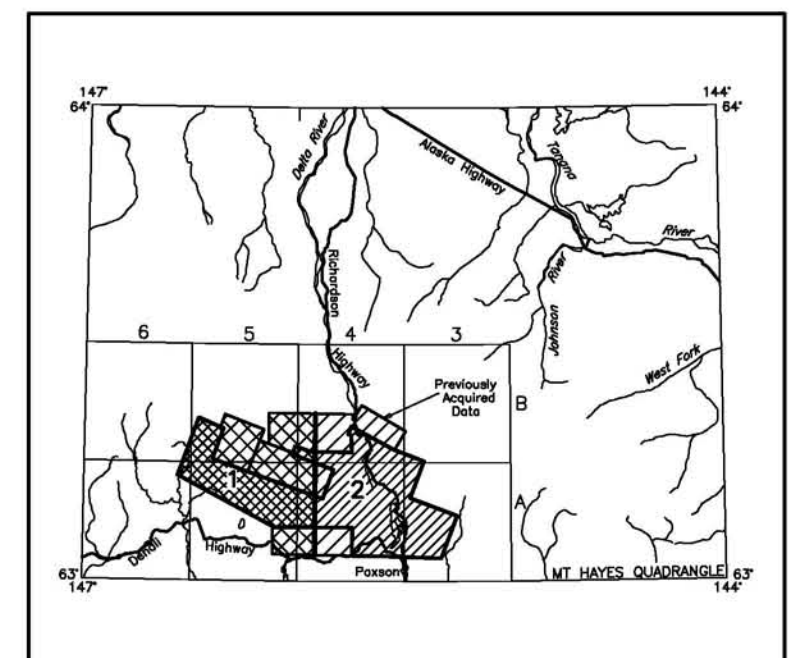 147° 144°
64° 64°
Delta River
Alaska Highway
Tanana
River
Richardson
River
Johnson
6 5 4 3
Highway
West Fork
Previously
Acquired
Data
B
1
2
A
Denali
Highway
Paxson
MT HAYES QUADRANGLE
63° 63°
147° 144°